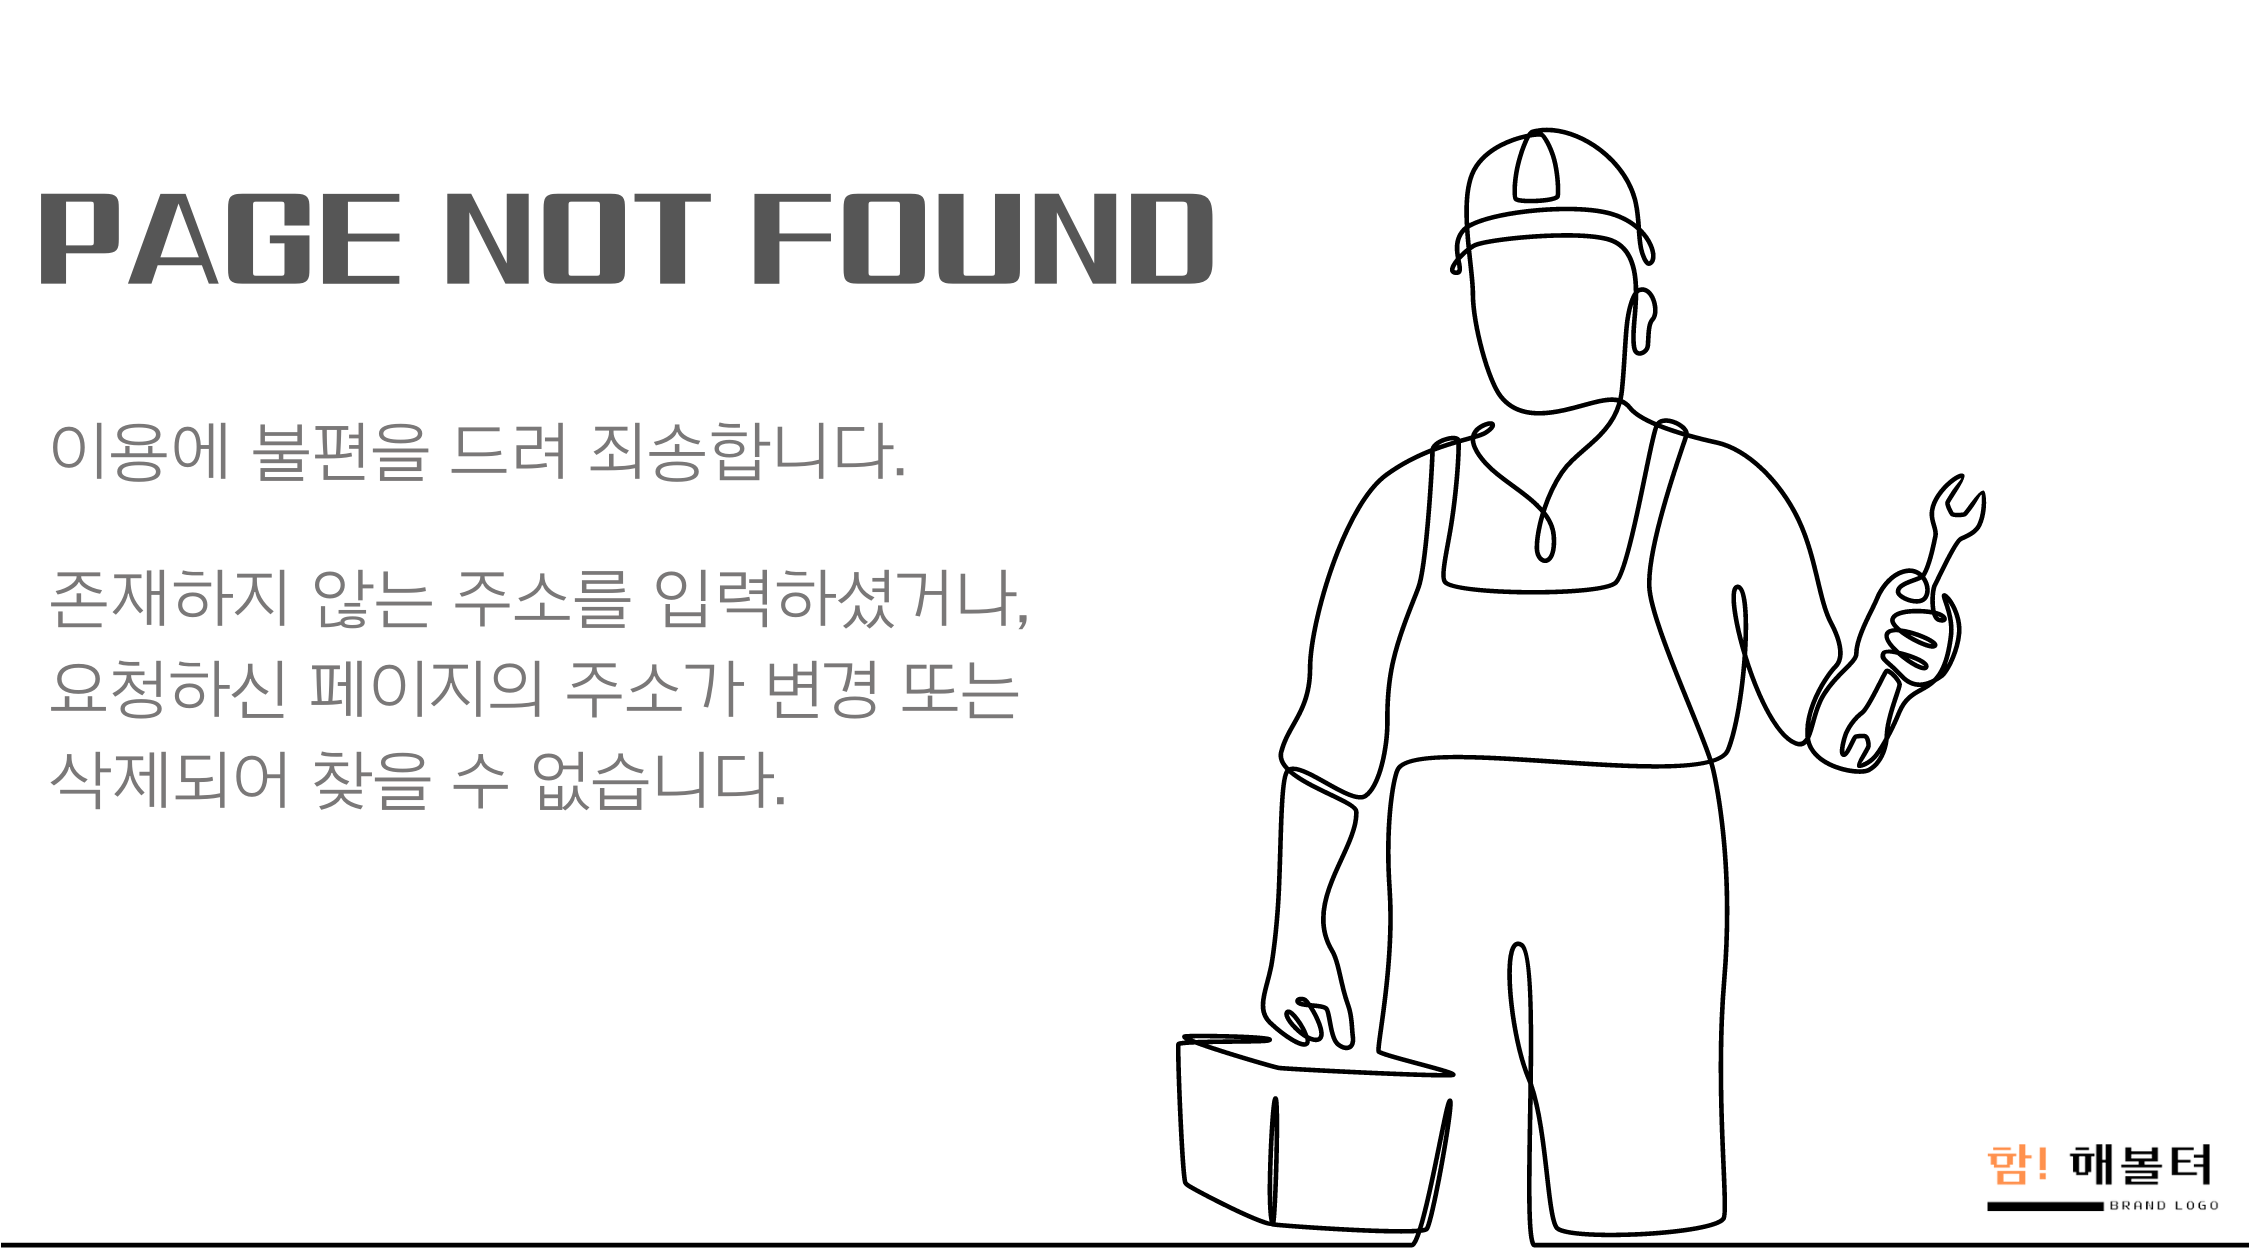 PAGE NOT FOUND
이용에 불편을 드려 죄송합니다.
존재하지 않는 주소를 입력하셨거나,
요청하신 페이지의 주소가 변경 또는
삭제되어 찾을 수 없습니다.
함! 해볼텨
BRAND LOGO